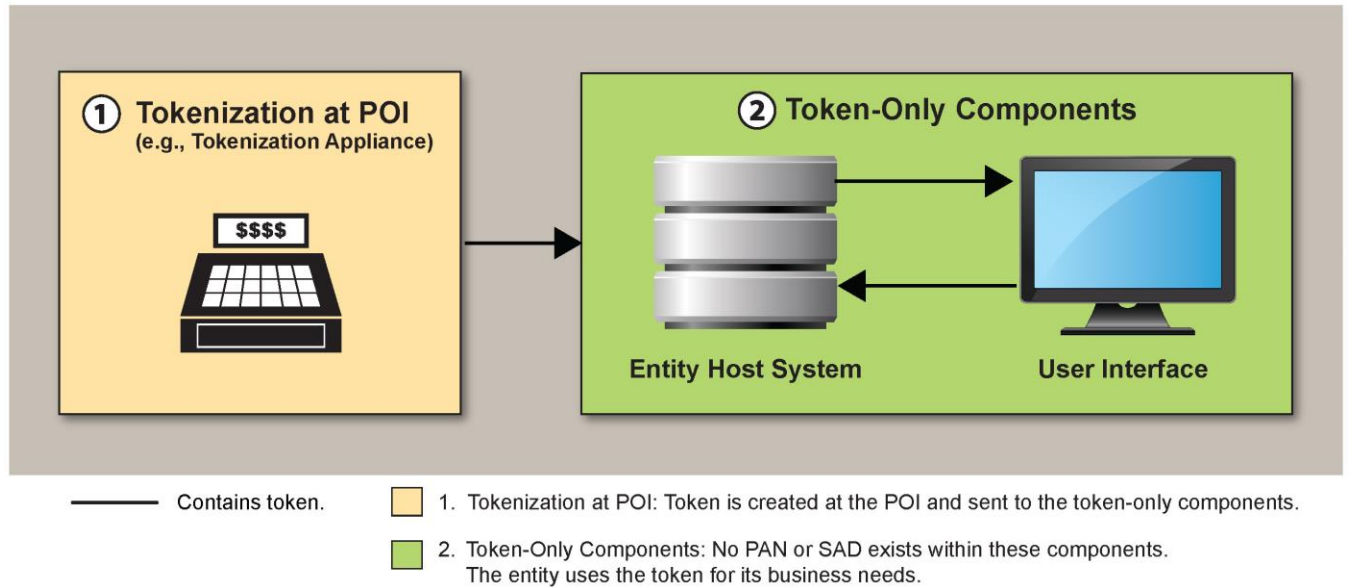 1 Tokenization at POI
(e.g., Tokenization Appliance)
$$$$
2 Token-Only Components
Entity Host System
User Interface
Contains token.
1. Tokenization at POI: Token is created at the POI and sent to the token-only components.
2. Token-Only Components: No PAN or SAD exists within these components.
The entity uses the token for its business needs.